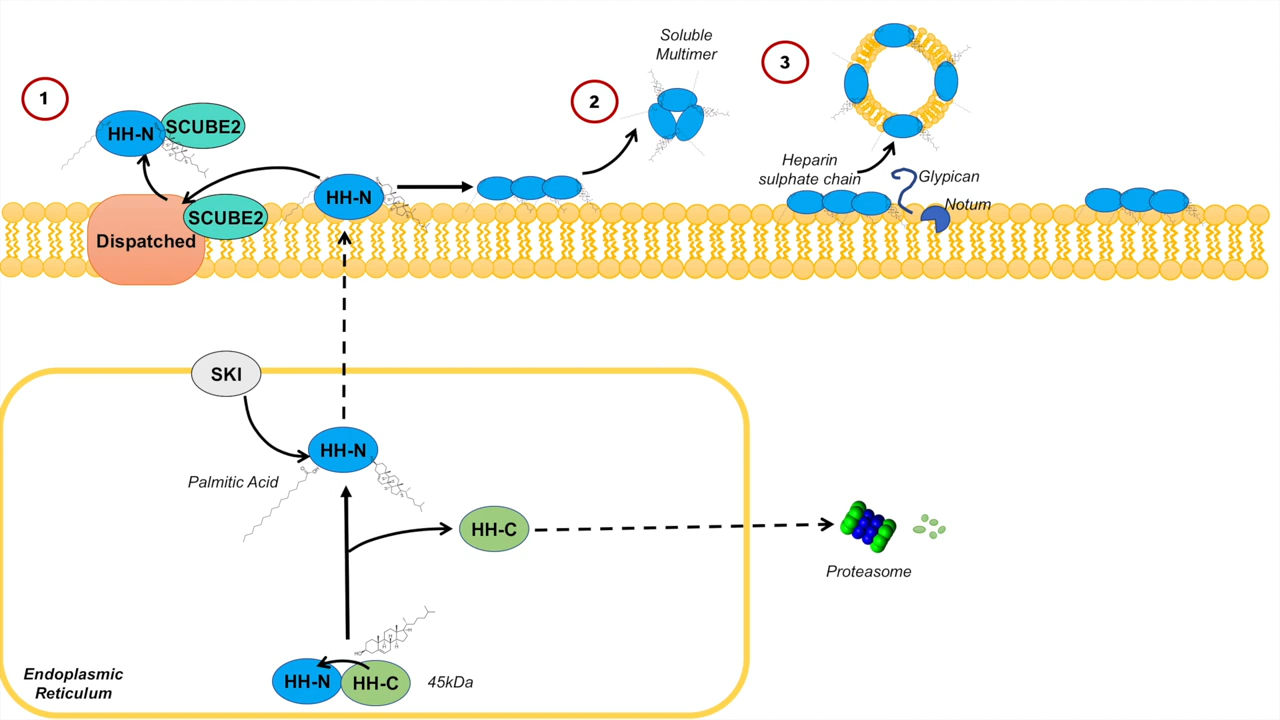 1
HH-N
SCUBE2
Dispatched
SCUBE2
HH-N
2
Soluble
Multimer
3
Heparin
sulphate chain
Glypican
Notum
SKI
HH-N
Palmitic Acid
HH-C
Proteasome
HO
H
H
H
H
HH-N
HH-C
45kDa
Endoplasmic
Reticulum